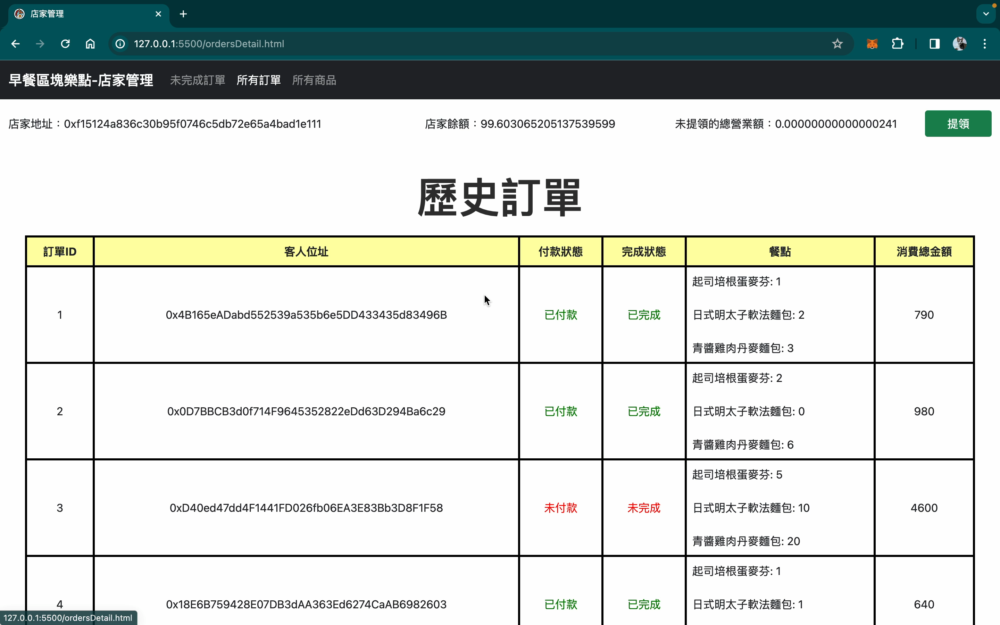 店家管理
127.0.0.1:5500/ordersDetail.html
早餐區塊樂點-店家管理 未完成訂單 所有訂單 所有商品
店家地址：0xf15124a836c30b95f0746c5db72e65a4bad1e111 店家餘額：99.603065205137539599 未提領的總營業額：0.00000000000000241 提領
歷史訂單
訂單ID 客人位址 付款狀態 完成狀態 餐點 消費總金額
起司培根蛋麥芬: 1
1 0x4B165eADabd552539a535b6e5DD433435d83496B 已付款 已完成 日式明太子軟法麵包: 2 790
青醬雞肉丹麥麵包: 3
起司培根蛋麥芬: 2
2 0x0D7BBCB3d0f714F9645352822eDd63D294Ba6c29 已付款 已完成 日式明太子軟法麵包: 0 980
青醬雞肉丹麥麵包: 6
起司培根蛋麥芬: 5
3 0xD40ed47dd4F1441FD026fb06EA3E83Bb3D8F1F58 未付款 未完成 日式明太子軟法麵包: 10 4600
青醬雞肉丹麥麵包: 20
起司培根蛋麥芬: 1
4 0x18E6B759428E07DB3dAA363Ed6274CaAB6982603 已付款 已完成 日式明太子軟法麵包: 1 640
127.0.0.1:5500/ordersDetail.html